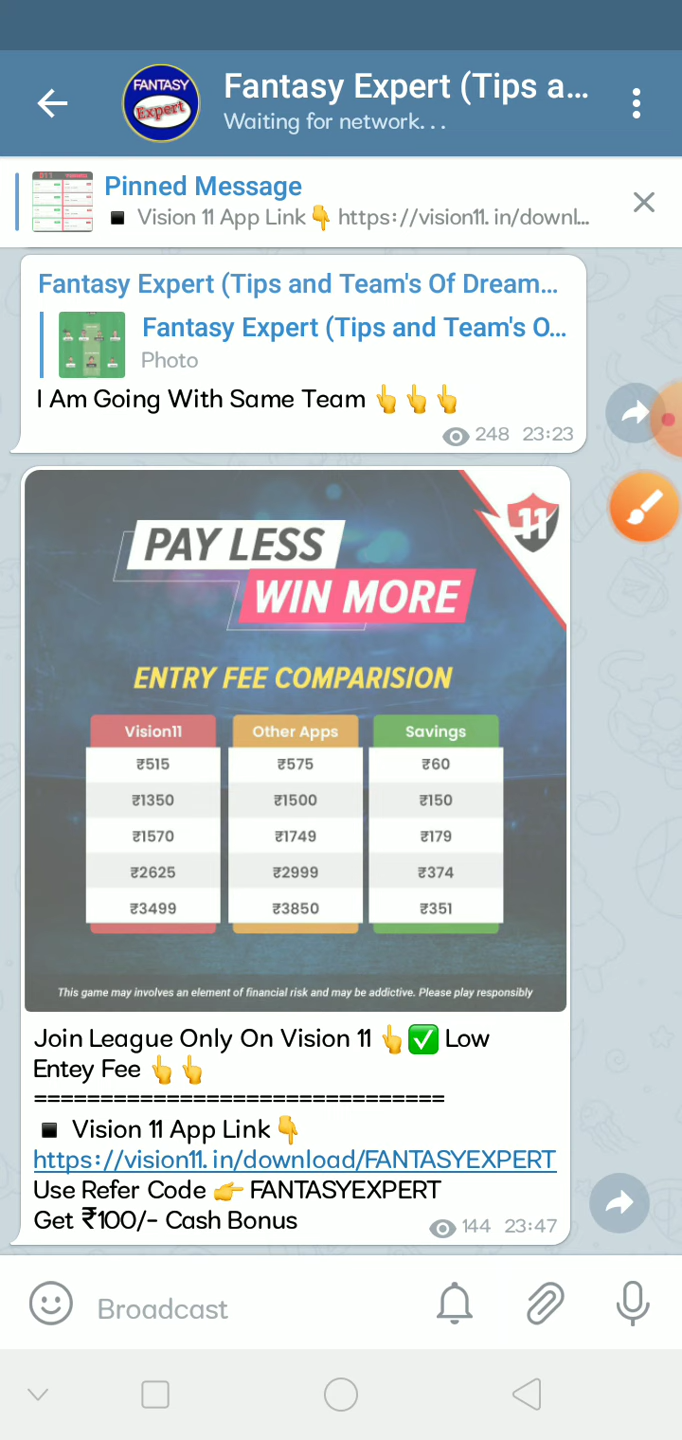 FANTASY
Expert
Fantasy Expert (Tips a...
Waiting for network...
Pinned Message
◾ Vision 11 App Link👇 https://vision11. in/downl...
Fantasy Expert (Tips and Team's Of Dream...
Fantasy Expert (Tips and Team's O...
Photo
I Am Going With Same Team 👆👆👆
248 23:23
11
PAY LESS
WIN MORE
ENTRY FEE COMPARISION
Vision11 Other Apps Savings
₹515 ₹575 ₹60
₹1350 ₹1500 ₹150
₹1570 ₹1749 ₹179
₹2625 ₹2999 ₹374
₹3499 ₹3850 ₹351
This game may involves an element of financial risk and may be addictive. Please play responsibly
Join League Only On Vision 11 👆✅ Low
Entey Fee 👆👆
===============================
◾ Vision 11 App Link👇
https://vision11. in/download/FANTASYEXPERT
Use Refer Code 👉 FANTASYEXPERT
Get ₹100/- Cash Bonus
144 23:47
Broadcast